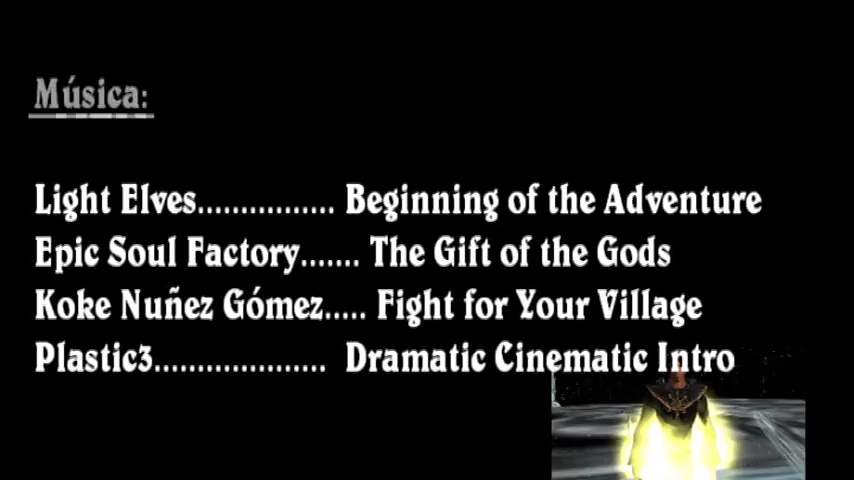 Música:
Light Elves................ Beginning of the Adventure
Epic Soul Factory....... The Gift of the Gods
Koke Nuñez Gómez..... Fight for Your Village
Plastic3.................... Dramatic Cinematic Intro